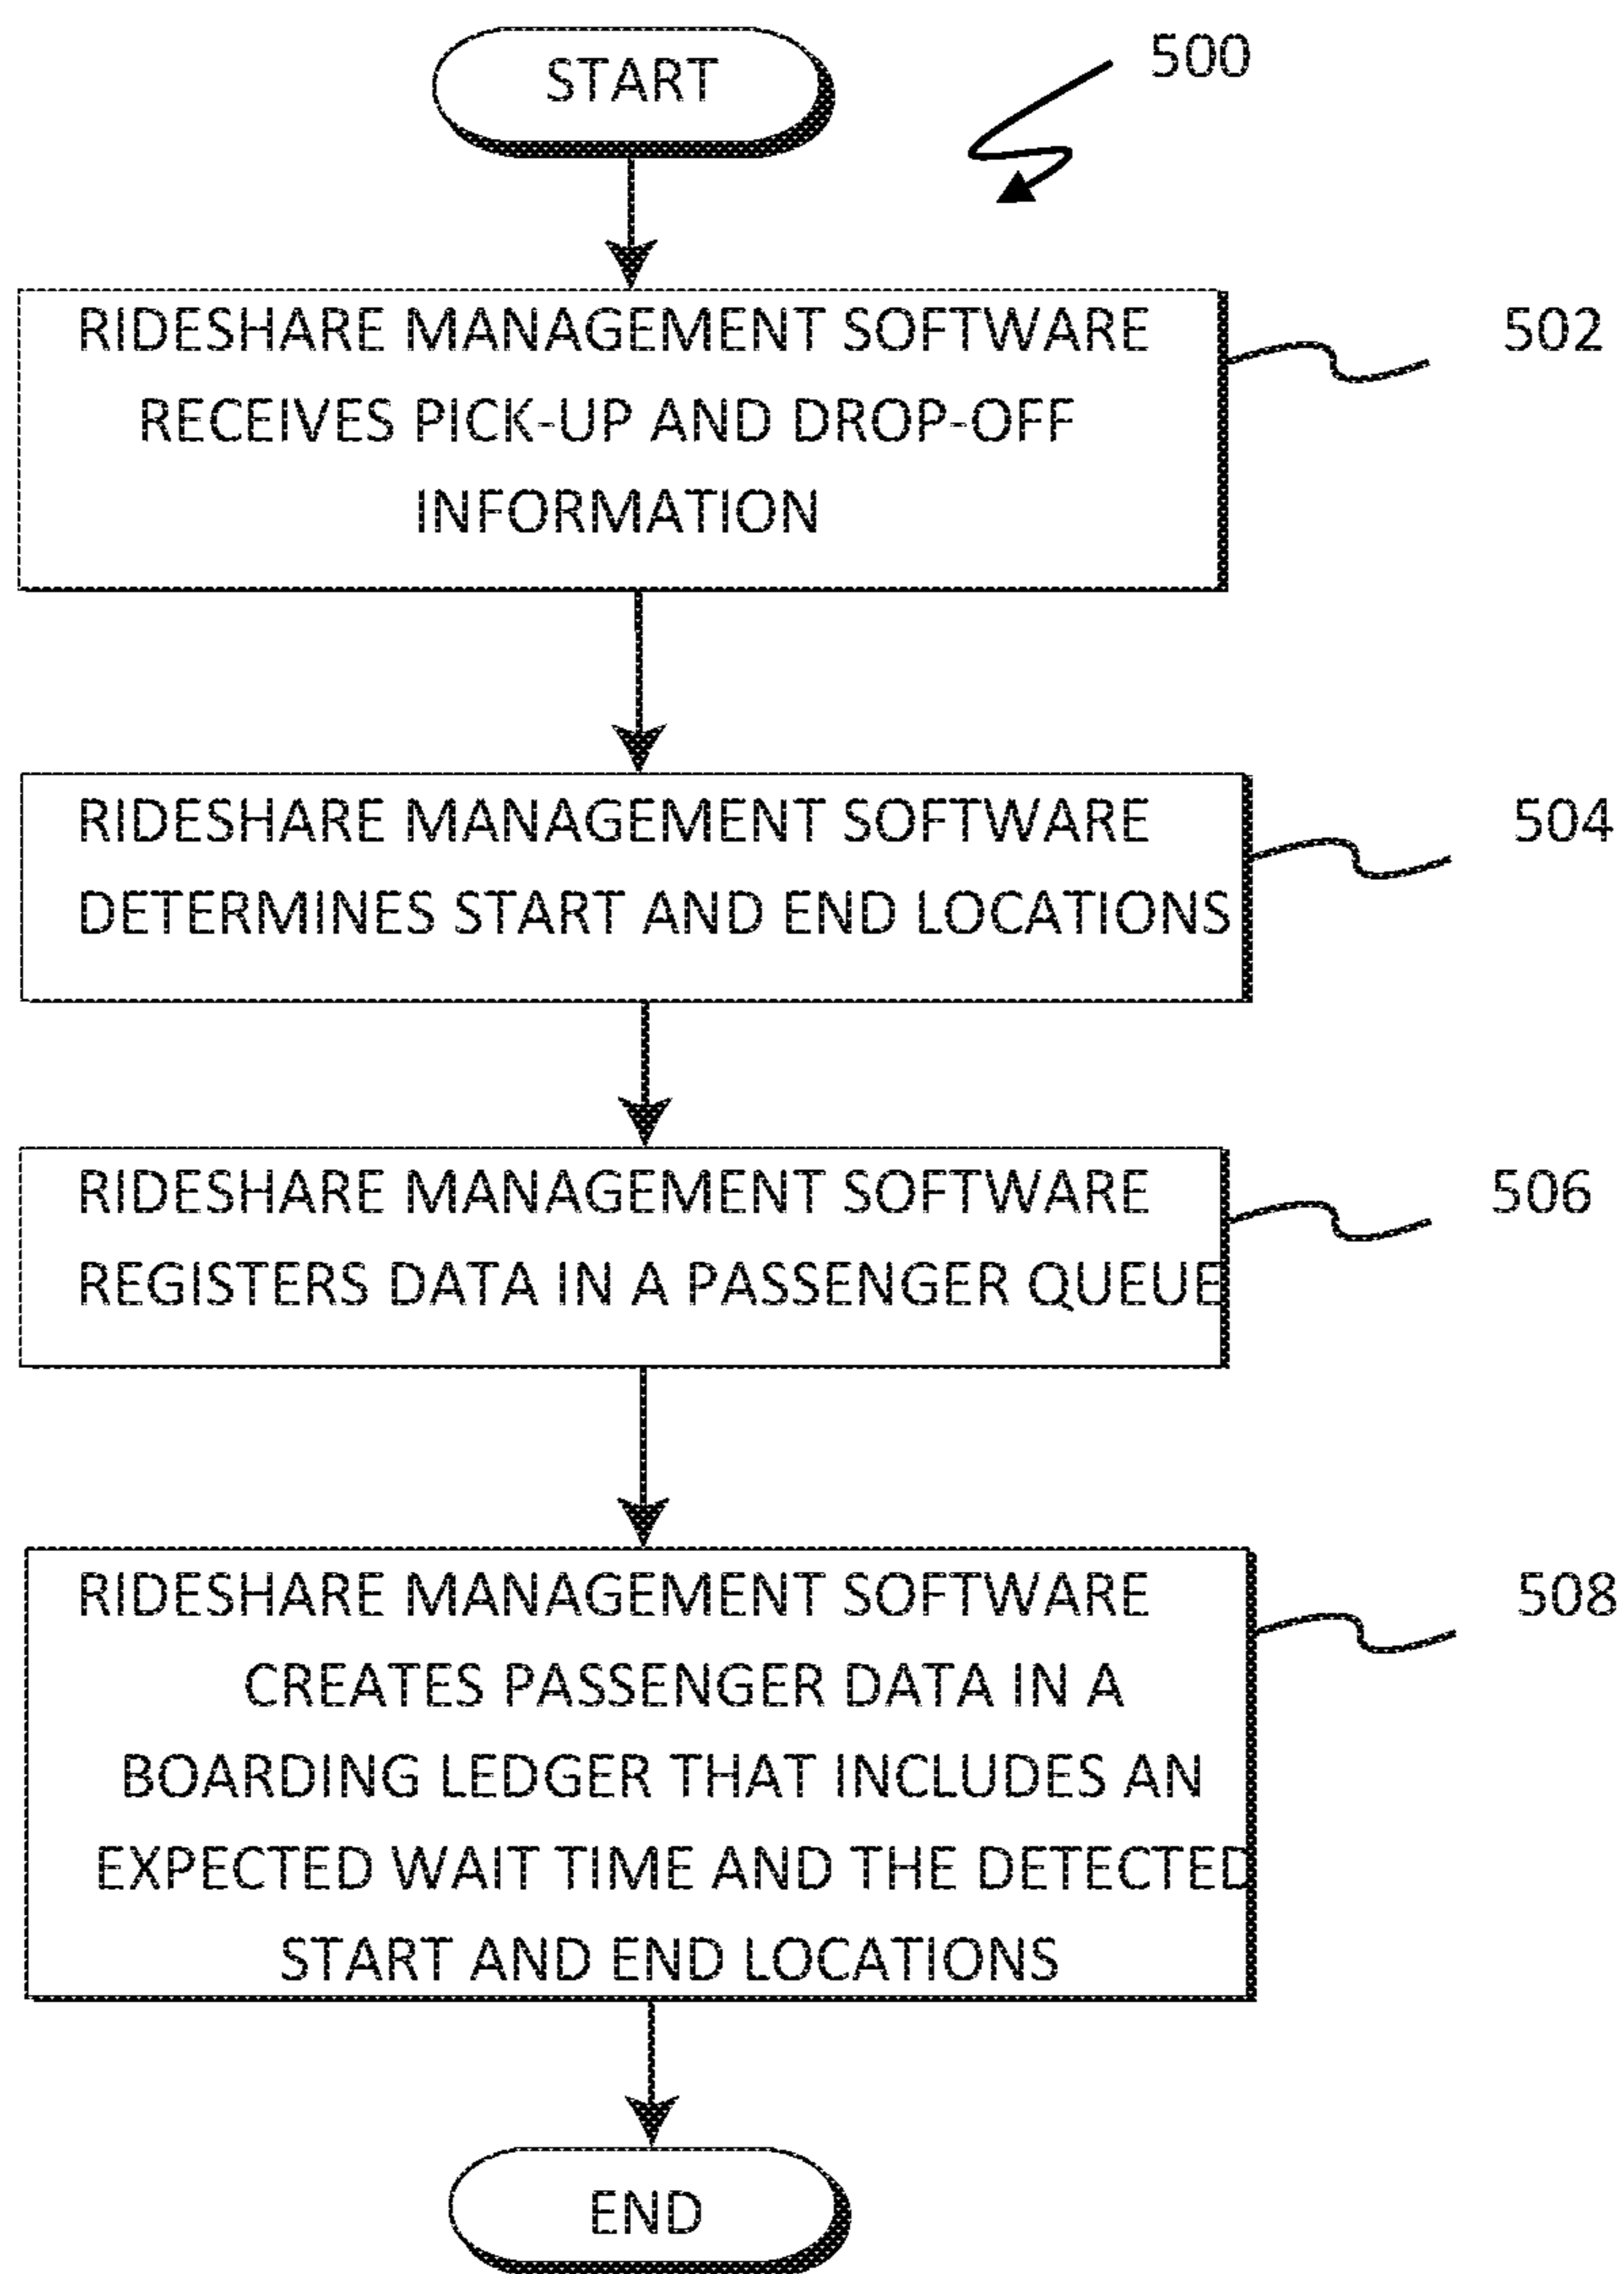 START
500
RIDESHARE MANAGEMENT SOFTWARE
RECEIVES PICK-UP AND DROP-OFF
INFORMATION
502
RIDESHARE MANAGEMENT SOFTWARE
DETERMINES START AND END LOCATIONS
504
RIDESHARE MANAGEMENT SOFTWARE
REGISTERS DATA IN A PASSENGER QUEUE
506
RIDESHARE MANAGEMENT SOFTWARE
CREATES PASSENGER DATA IN A
BOARDING LEDGER THAT INCLUDES AN
EXPECTED WAIT TIME AND THE DETECTED
START AND END LOCATIONS
508
END